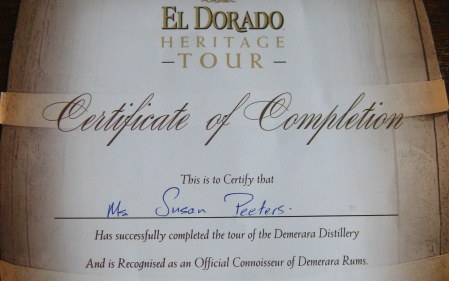 EL DORADO
HERITAGE
– TOUR –
Certificate of Completion
This is to Certify that
Ms Susan Peeters.
Has successfully completed the tour of the Demerara Distillery
And is Recognised as an Official Connoisseur of Demerara Rums.